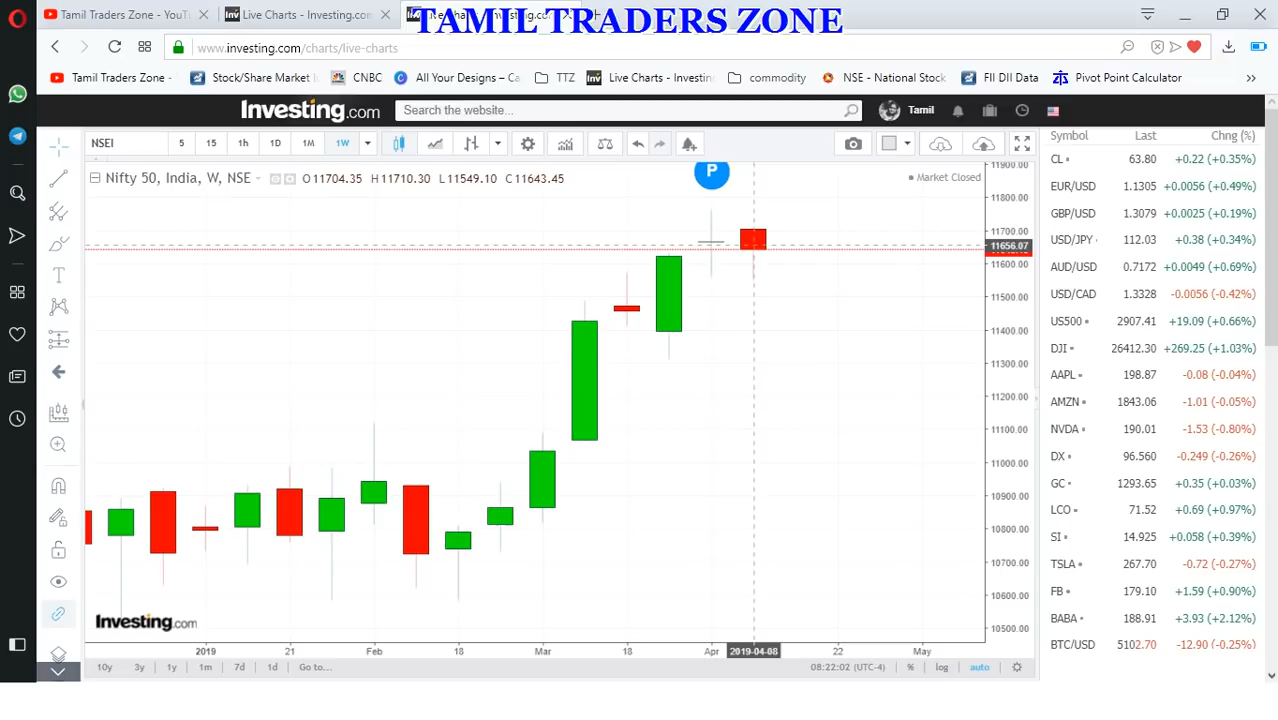 Tamil Traders Zone - YouT
Live Charts - Investing.com
TAMIL TRADERS ZONE
www.investing.com/charts/live-charts
Tamil Traders Zone -
Stock/Share Market
CNBC
All Your Designs – Ca
TTZ
Live Charts - Investin
commodity
NSE - National Stock
FII DII Data
Pivot Point Calculator
Investing.com
Search the website...
Tamil
NSEI
5
15
1h
1D
1M
1W
Symbol Last Chng (%)
Nifty 50, India, W, NSE
O 11704.35 H 11710.30 L 11549.10 C 11643.45
P
Market Closed
CL 63.80 +0.22 (+0.35%)
EUR/USD 1.1305 +0.0056 (+0.49%)
GBP/USD 1.3079 +0.0025 (+0.19%)
USD/JPY 112.03 +0.38 (+0.34%)
AUD/USD 0.7172 +0.0049 (+0.69%)
USD/CAD 1.3328 -0.0056 (-0.42%)
US500 2907.41 +19.09 (+0.66%)
DJI 26412.30 +269.25 (+1.03%)
AAPL 198.87 -0.08 (-0.04%)
AMZN 1843.06 -1.01 (-0.05%)
NVDA 190.01 -1.53 (-0.80%)
DX 96.560 -0.249 (-0.26%)
GC 1293.65 +0.35 (+0.03%)
LCO 71.52 +0.69 (+0.97%)
SI 14.925 +0.058 (+0.39%)
TSLA 267.70 -0.72 (-0.27%)
FB 179.10 +1.59 (+0.90%)
BABA 188.91 +3.93 (+2.12%)
BTC/USD 5102.70 -12.90 (-0.25%)
11900.00
11800.00
11700.00
11656.07
11600.00
11500.00
11400.00
11300.00
11200.00
11100.00
11000.00
10900.00
10800.00
10700.00
10600.00
10500.00
Investing.com
2019
21
Feb
18
Mar
18
Apr
2019-04-08
22
May
10y
3y
1y
1m
7d
1d
Go to...
08:22:02 (UTC-4)
%
log
auto